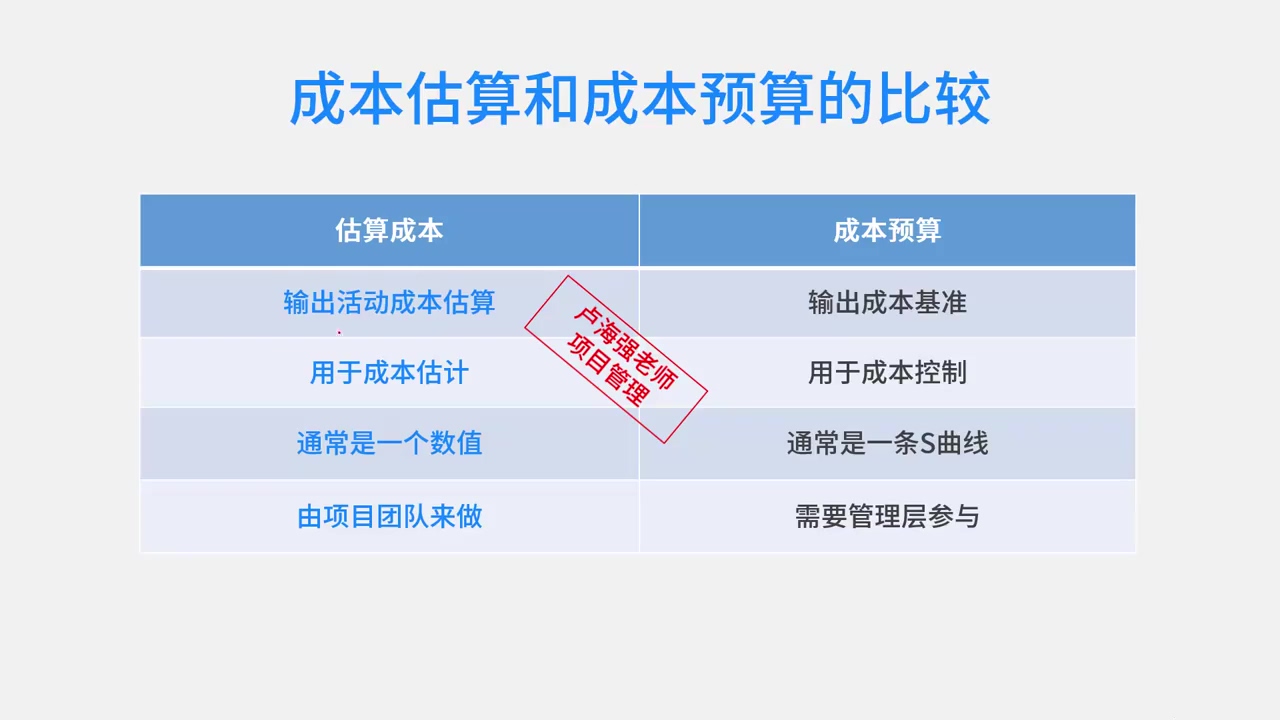 成本估算和成本预算的比较
估算成本
成本预算
输出活动成本估算
输出成本基准
用于成本估计
用于成本控制
通常是一个数值
通常是一条S曲线
由项目团队来做
需要管理层参与
卢海强老师
项目管理